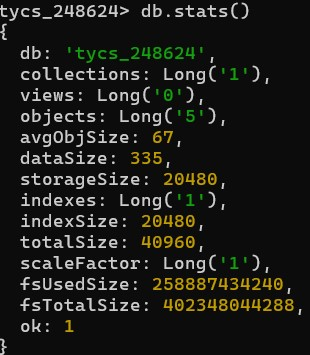 tycs_248624> db.stats()
{
  db: 'tycs_248624',
  collections: Long('1'),
  views: Long('0'),
  objects: Long('5'),
  avgObjSize: 67,
  dataSize: 335,
  storageSize: 20480,
  indexes: Long('1'),
  indexSize: 20480,
  totalSize: 40960,
  scaleFactor: Long('1'),
  fsUsedSize: 258887434240,
  fsTotalSize: 402348044288,
  ok: 1
}